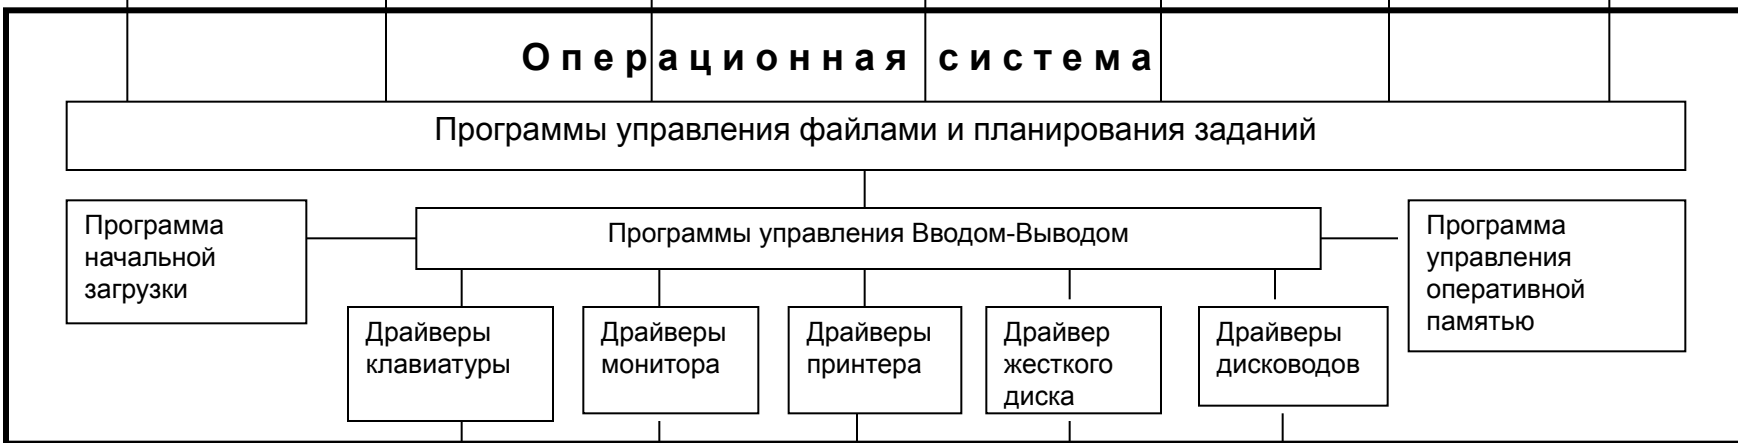 Операционная система
Программы управления файлами и планирования заданий
Программа
начальной
загрузки
Программы управления Вводом-Выводом
Программа
управления
оперативной
памятью
Драйверы
клавиатуры
Драйверы
монитора
Драйверы
принтера
Драйвер
жесткого
диска
Драйверы
дисководов